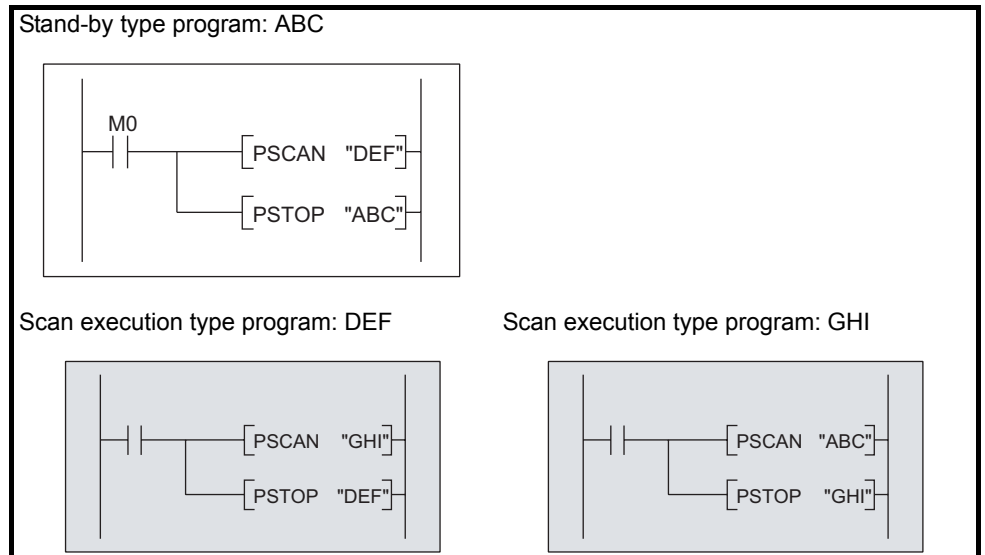 Stand-by type program: ABC
M0
PSCAN "DEF"
PSTOP "ABC"
Scan execution type program: DEF
Scan execution type program: GHI
PSCAN "GHI"
PSTOP "DEF"
PSCAN "ABC"
PSTOP "GHI"